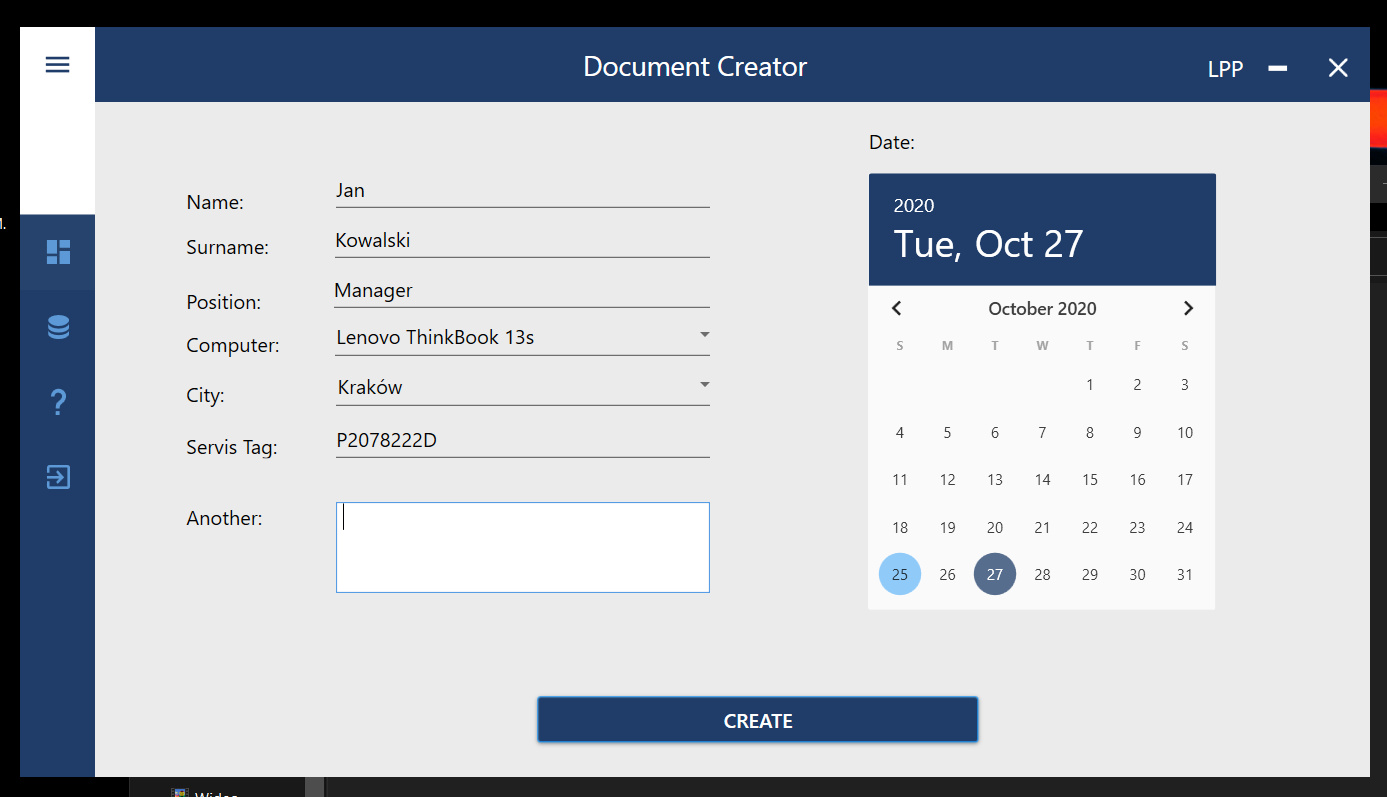 Document Creator
LPP
Name: Jan
Surname: Kowalski
Position: Manager
Computer: Lenovo ThinkBook 13s
City: Kraków
Servis Tag: P2078222D
Another:
Date:
2020
Tue, Oct 27
October 2020
S M T W T F S
1 2 3
4 5 6 7 8 9 10
11 12 13 14 15 16 17
18 19 20 21 22 23 24
25 26 27 28 29 30 31
CREATE